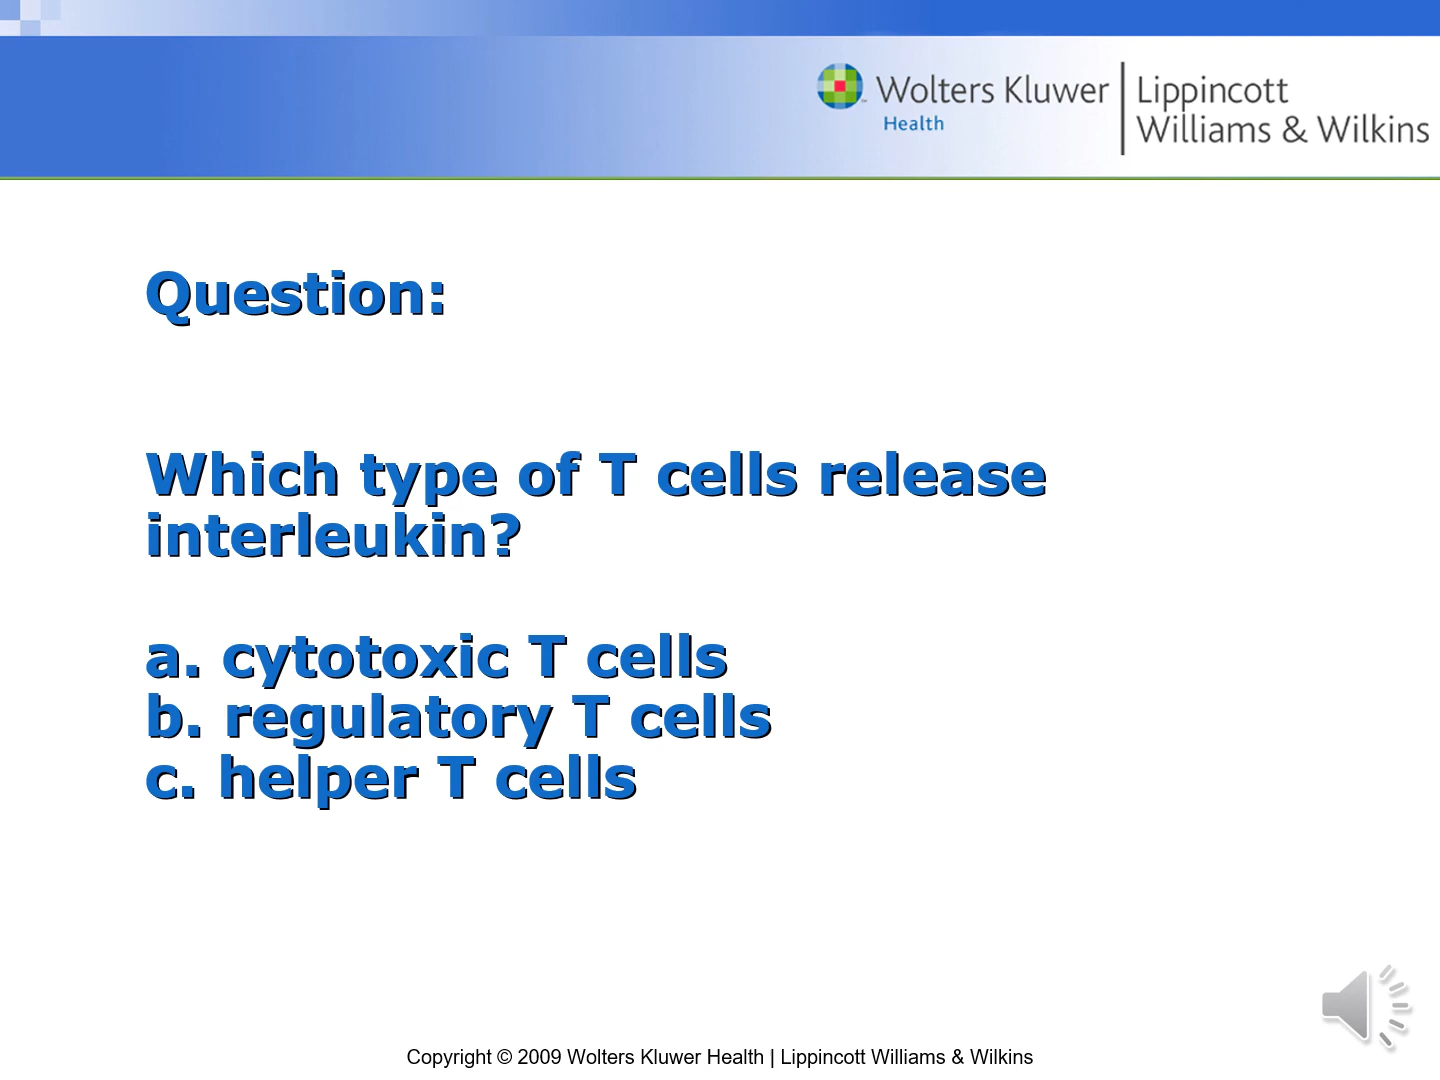 Wolters Kluwer
Health
Lippincott
Williams & Wilkins
Question:
Which type of T cells release
interleukin?
a. cytotoxic T cells
b. regulatory T cells
c. helper T cells
Copyright © 2009 Wolters Kluwer Health | Lippincott Williams & Wilkins